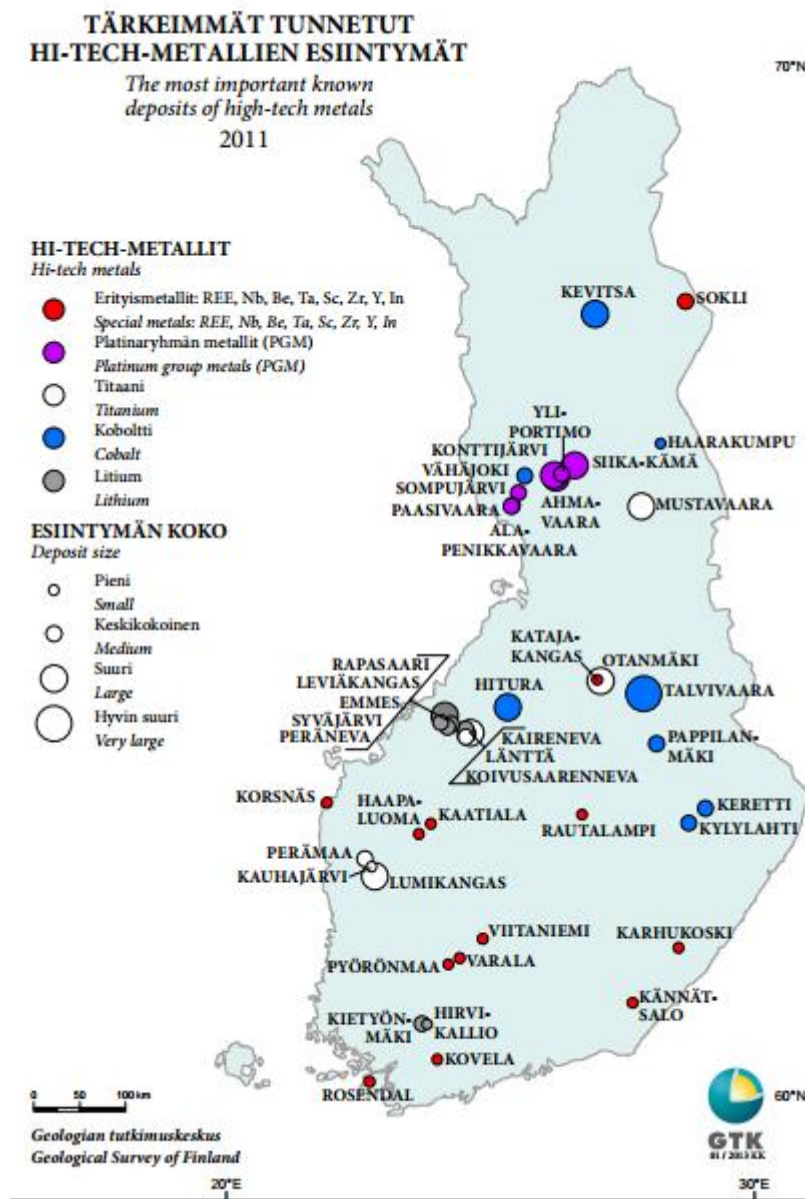 TÄRKEIMMÄT TUNNETUT
HI-TECH-METALLIEN ESIINTYMÄT
The most important known
deposits of high-tech metals
2011
70°N
HI-TECH-METALLIT
Hi-tech metals
Erityismetallit: REE, Nb, Be, Ta, Sc, Zr, Y, In
Special metals: REE, Nb, Be, Ta, Sc, Zr, Y, In
Platinaryhmän metallit (PGM)
Platinum group metals (PGM)
Titaani
Titanium
Koboltti
Cobalt
Litium
Lithium
ESIINTYMÄN KOKO
Deposit size
Pieni
Small
Keskikokoinen
Medium
Suuri
Large
Hyvin suuri
Very large
KEVITSA
SOKLI
YLI-
PORTIMO
HAARAKUMPU
KONTTIJÄRVI
SIIKA-KÄMÄ
VÄHÄJOKI
SOMPUJÄRVI
PAASIVAARA
AHMA-
VAARA
MUSTAVAARA
ALA-
PENIKKAVAARA
KATAJA-
KANGAS
OTANMÄKI
RAPASAARI
LEVIÄKANGAS
EMMES
SYVÄJÄRVI
PERÄNEVA
HITURA
TALVIVAARA
KAIRENEVA
LÄNTTÄ
KOIVUSAARENNEVA
PAPPILAN-
MÄKI
KORSNÄS
HAAPA-
LUOMA
KAATIALA
RAUTALAMPI
KERETTI
KYLYLAHTI
PERÄMAA
KAUHAJÄRVI
LUMIKANGAS
VIITANIEMI
KARHUKOSKI
PYÖRÖNMAA
VARALA
KÄNNÄT-
SALO
KIETYÖN-
MÄKI
HIRVI-
KALLIO
KOVELA
ROSENDAL
0 50 100 km
60°N
Geologian tutkimuskeskus
Geological Survey of Finland
GTK
01 / 2013 KK
20°E
30°E